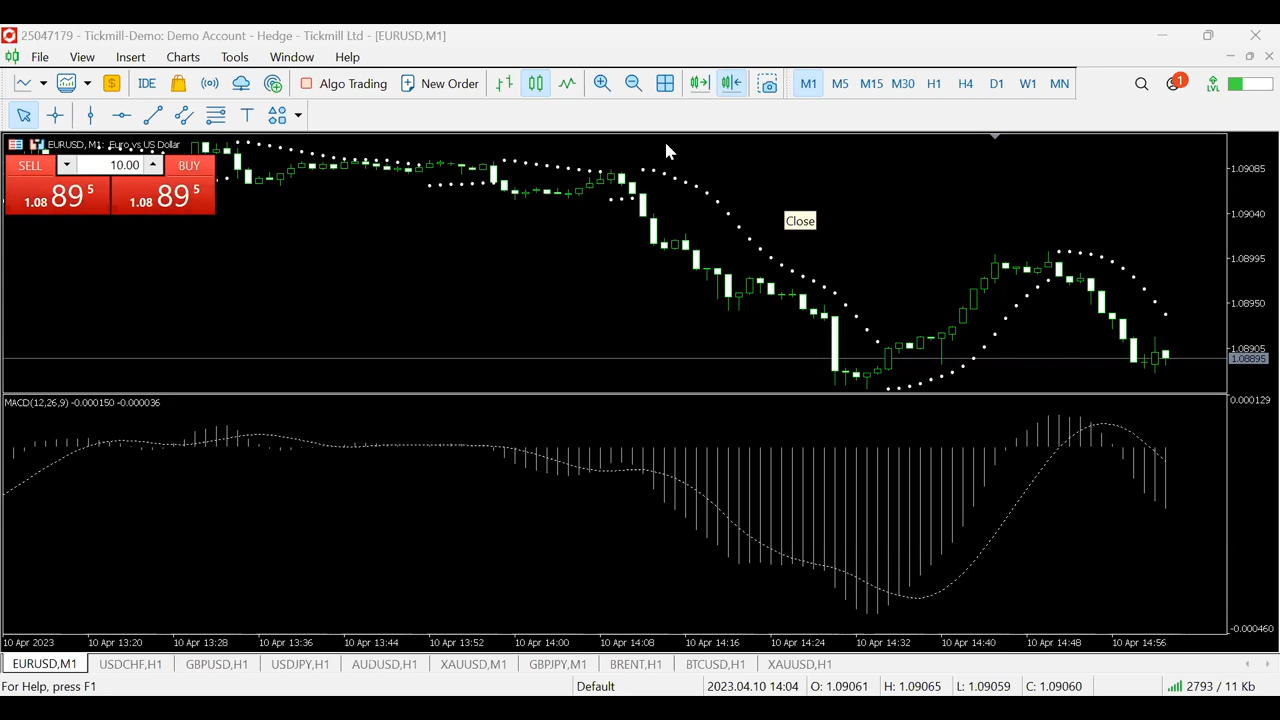 25047179 - Tickmill-Demo: Demo Account - Hedge - Tickmill Ltd - [EURUSD,M1]
File View Insert Charts Tools Window Help
$ IDE Algo Trading New Order M1 M5 M15 M30 H1 H4 D1 W1 MN 1 LVL
T
EURUSD, M1: Euro vs US Dollar
SELL 10.00 BUY
1.08 89 5 1.08 89 5
Close
1.09085
1.09040
1.08995
1.08950
1.08905
1.08895
MACD(12,26,9) -0.000150 -0.000036
0.000129
-0.000460
10 Apr 2023 10 Apr 13:20 10 Apr 13:28 10 Apr 13:36 10 Apr 13:44 10 Apr 13:52 10 Apr 14:00 10 Apr 14:08 10 Apr 14:16 10 Apr 14:24 10 Apr 14:32 10 Apr 14:40 10 Apr 14:48 10 Apr 14:56
EURUSD,M1 USDCHF,H1 GBPUSD,H1 USDJPY,H1 AUDUSD,H1 XAUUSD,M1 GBPJPY,M1 BRENT,H1 BTCUSD,H1 XAUUSD,H1
For Help, press F1 Default 2023.04.10 14:04 O: 1.09061 H: 1.09065 L: 1.09059 C: 1.09060 2793 / 11 Kb